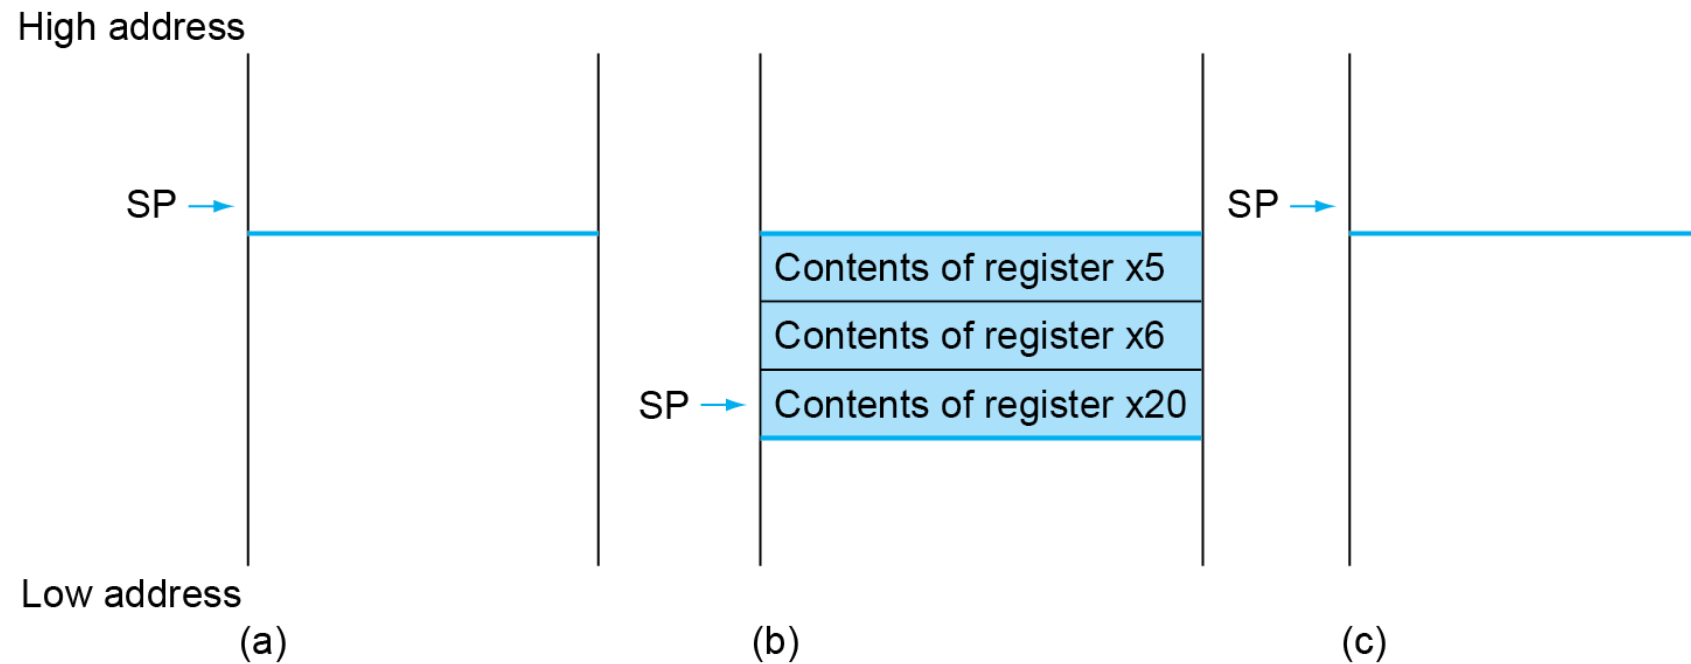 High address
SP
SP
Contents of register x5
Contents of register x6
SP
Contents of register x20
Low address
(a)
(b)
(c)